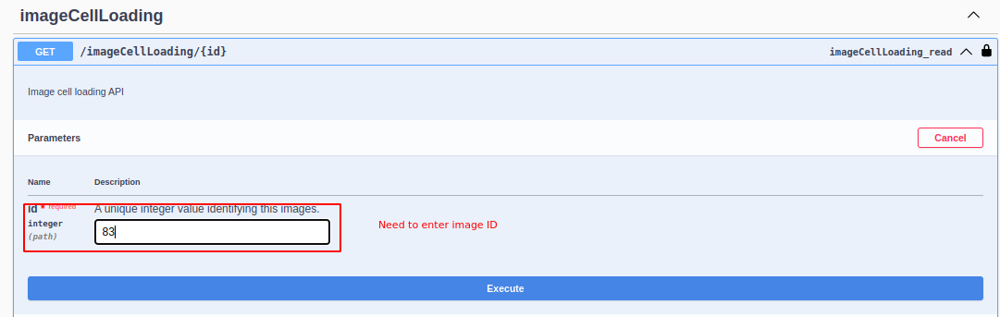 imageCellLoading
GET /imageCellLoading/{id} imageCellLoading_read
Image cell loading API
Parameters Cancel
Name Description
id * required A unique integer value identifying this images.
integer
(path)
83
Need to enter image ID
Execute